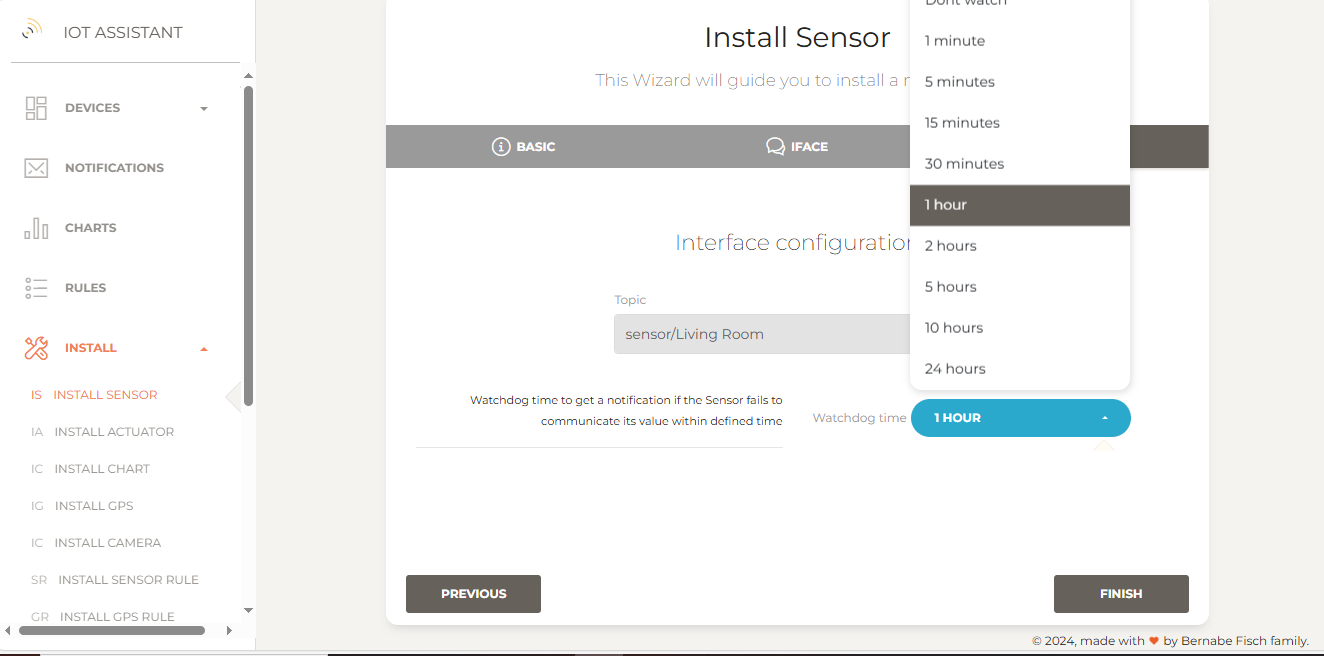 IOT ASSISTANT
DEVICES
NOTIFICATIONS
CHARTS
RULES
INSTALL
IS INSTALL SENSOR
IA INSTALL ACTUATOR
IC INSTALL CHART
IG INSTALL GPS
IC INSTALL CAMERA
SR INSTALL SENSOR RULE
GR INSTALL GPS RULE
Install Sensor
This Wizard will guide you to install a
BASIC
IFACE
Interface configuration
Topic
sensor/Living Room
Watchdog time to get a notification if the Sensor fails to
communicate its value within defined time
Watchdog time
Dont watch
1 minute
5 minutes
15 minutes
30 minutes
1 hour
2 hours
5 hours
10 hours
24 hours
1 HOUR
PREVIOUS
FINISH
© 2024, made with ❤ by Bernabe Fisch family.